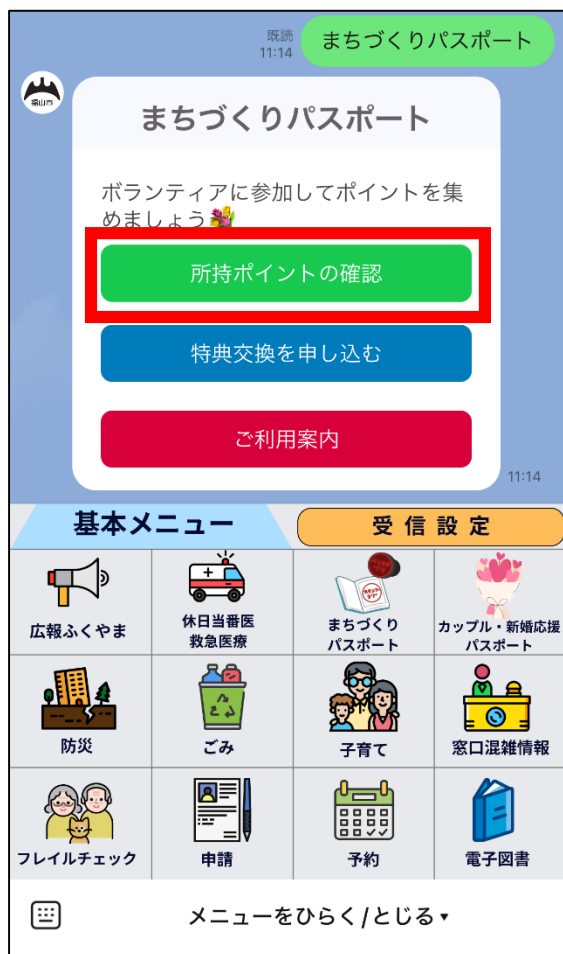 既読
11:14
まちづくりパスポート
福山市
まちづくりパスポート
ボランティアに参加してポイントを集
めましょう💐
所持ポイントの確認
特典交換を申し込む
ご利用案内
11:14
基本メニュー
受信設定
広報ふくやま
休日当番医
救急医療
まちづくり
パスポート
カップル・新婚応援
パスポート
防災
ごみ
子育て
窓口混雑情報
フレイルチェック
申請
予約
電子図書
メニューをひらく/とじる▼